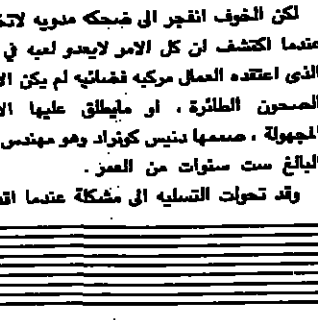 لكن الخوف انفجر الى ضحكه مدويه لاتخ
عندما اكتشف ان كل الامر لايعدو لعبه في
الذى اعتقده العمال مركبه فضائيه لم يكن الا
الصحون الطائرة ، او مايطلق عليها الا
المجهولة ، صممها دنيس كونراد وهو مهندس
البالغ ست سنوات من العمر .
وقد تحولت التسليه الى مشكلة عندما اقد